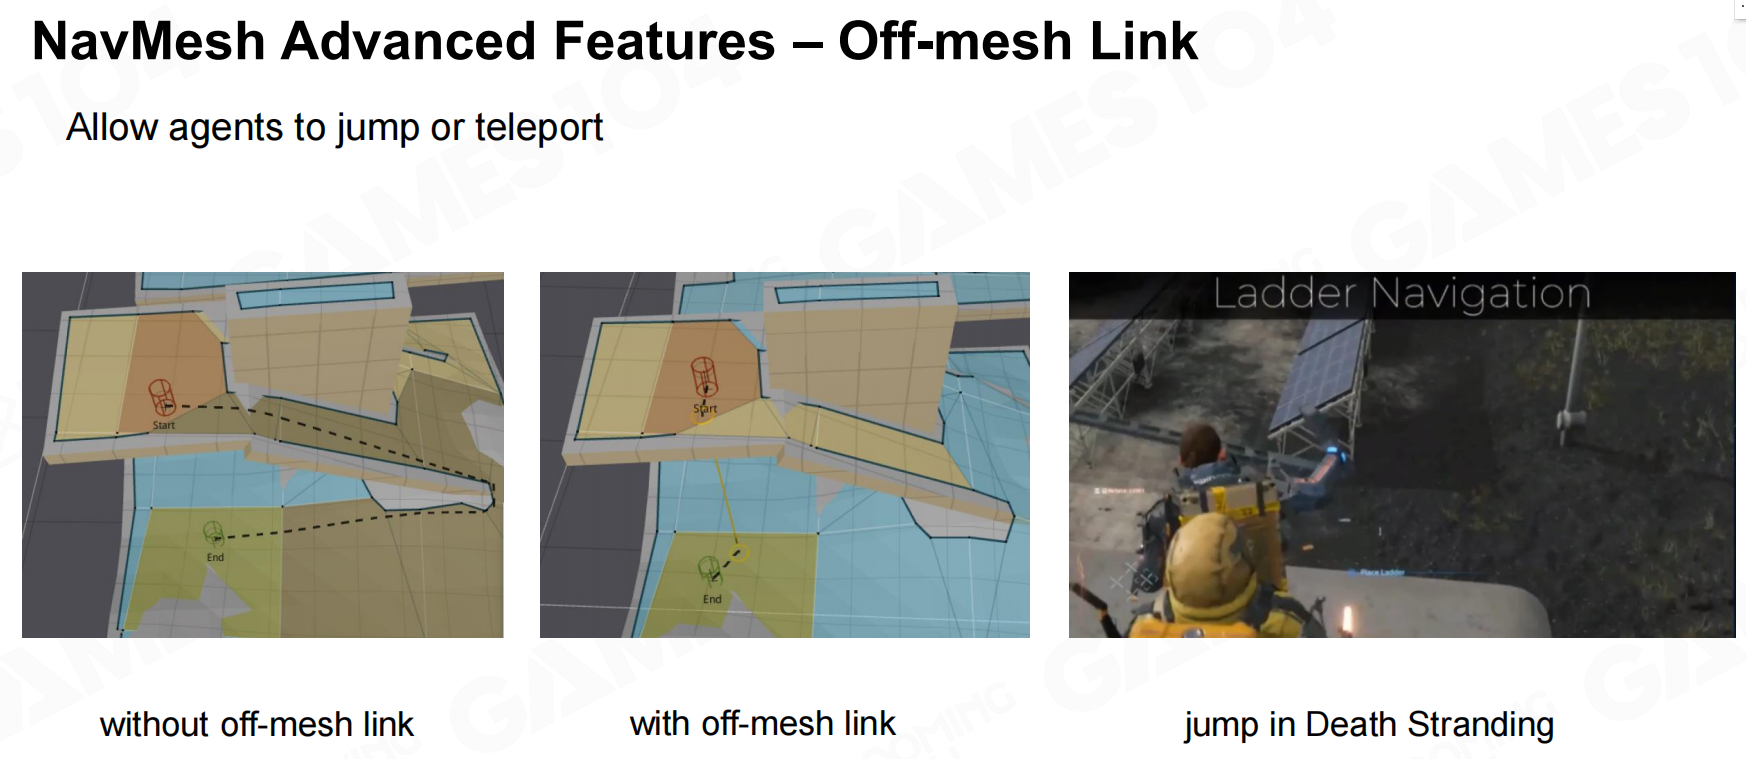 NavMesh Advanced Features – Off-mesh Link
Allow agents to jump or teleport
Start
End
Start
End
Ladder Navigation
Place Ladder
without off-mesh link
with off-mesh link
jump in Death Stranding
GAMES104